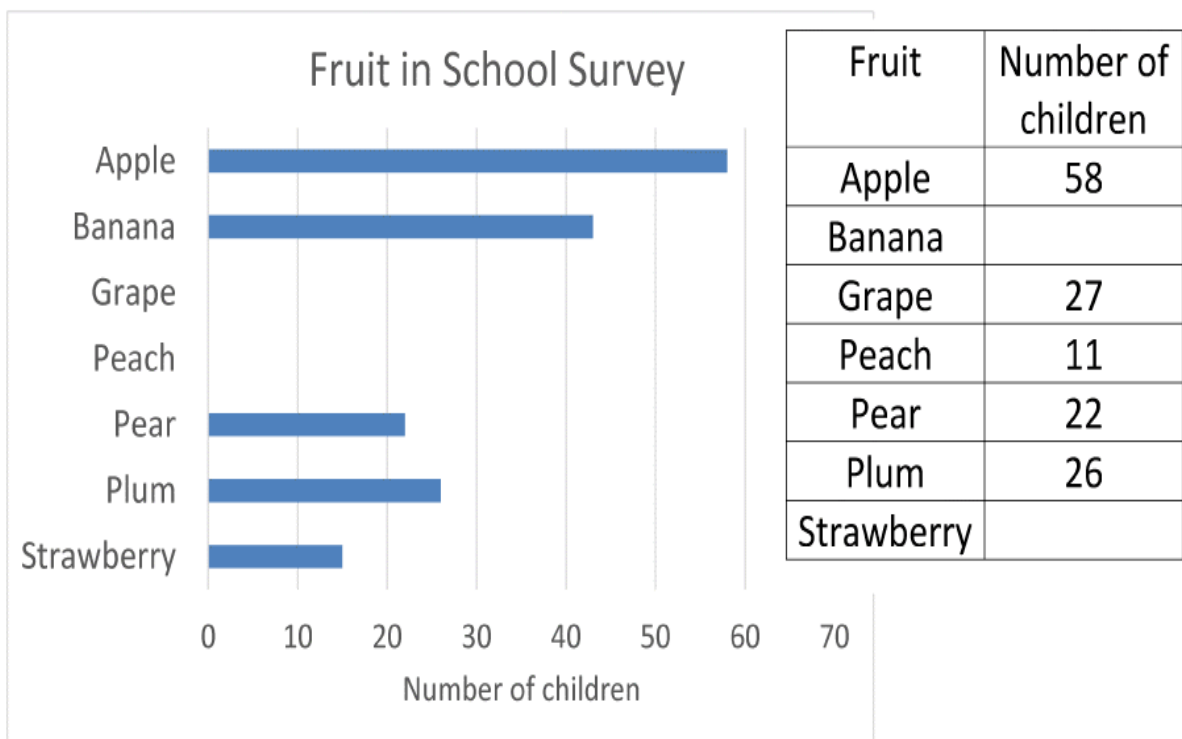 Fruit in School Survey
Apple
Banana
Grape
Peach
Pear
Plum
Strawberry
0 10 20 30 40 50 60 70
Number of children
Fruit Number of
children
Apple 58
Banana
Grape 27
Peach 11
Pear 22
Plum 26
Strawberry